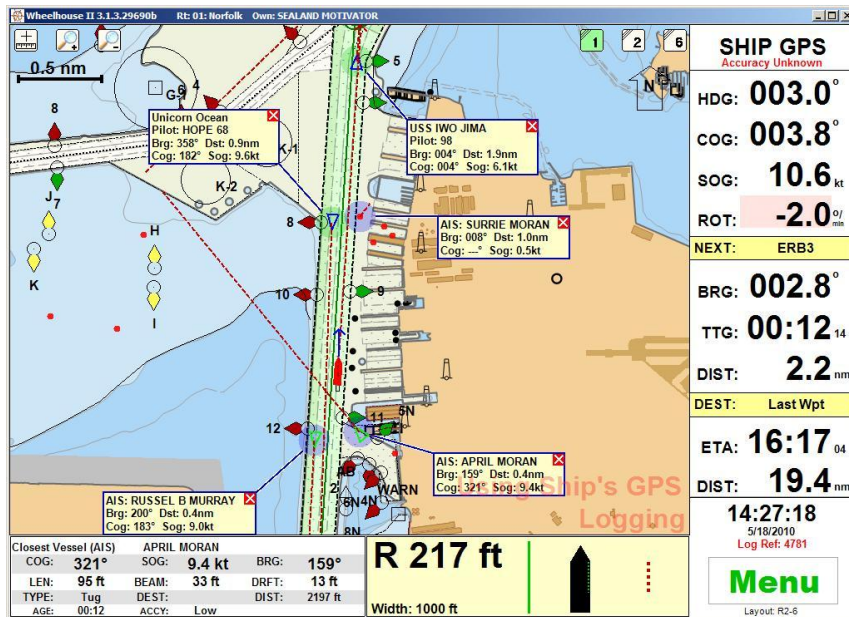 Wheelhouse II 3.1.3.29690b Rt: 01: Norfolk Own: SEALAND MOTIVATOR
0.5 nm
1 2 6
N
5
4
6
G-1
8
Unicorn Ocean
Pilot: HOPE 68
Brg: 358° Dst: 0.9nm
Cog: 182° Sog: 9.6kt
USS IWO JIMA
Pilot: 98
Brg: 004° Dst: 1.9nm
Cog: 004° Sog: 6.1kt
K-1
K-2
J
7
H
8
AIS: SURRIE MORAN
Brg: 008° Dst: 1.0nm
Cog: ---° Sog: 0.5kt
K
I
10
9
12
11
5N
AIS: APRIL MORAN
Brg: 159° Dst: 0.4nm
Cog: 321° Sog: 9.4kt
AIS: RUSSEL B MURRAY
Brg: 200° Dst: 0.4nm
Cog: 183° Sog: 9.0kt
AB
WARN
2
6N
4N
8N
Using Ship's GPS
Logging
SHIP GPS
Accuracy Unknown
HDG: 003.0°
COG: 003.8°
SOG: 10.6 kt
ROT: -2.0 °/min
NEXT: ERB3
BRG: 002.8°
TTG: 00:12 14
DIST: 2.2 nm
DEST: Last Wpt
ETA: 16:17 04
DIST: 19.4 nm
14:27:18
5/18/2010
Log Ref: 4781
Menu
Layout: R2-6
Closest Vessel (AIS) APRIL MORAN
COG: 321° SOG: 9.4 kt BRG: 159°
LEN: 95 ft BEAM: 33 ft DRFT: 13 ft
TYPE: Tug DEST: DIST: 2197 ft
AGE: 00:12 ACCY: Low
R 217 ft
Width: 1000 ft